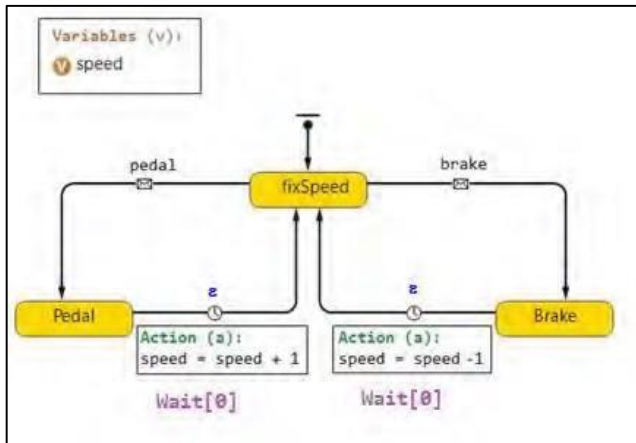 Variables (v):
V speed
pedal
brake
fixSpeed
ε
ε
Pedal
Brake
Action (a):
speed = speed + 1
Action (a):
speed = speed -1
Wait[0]
Wait[0]